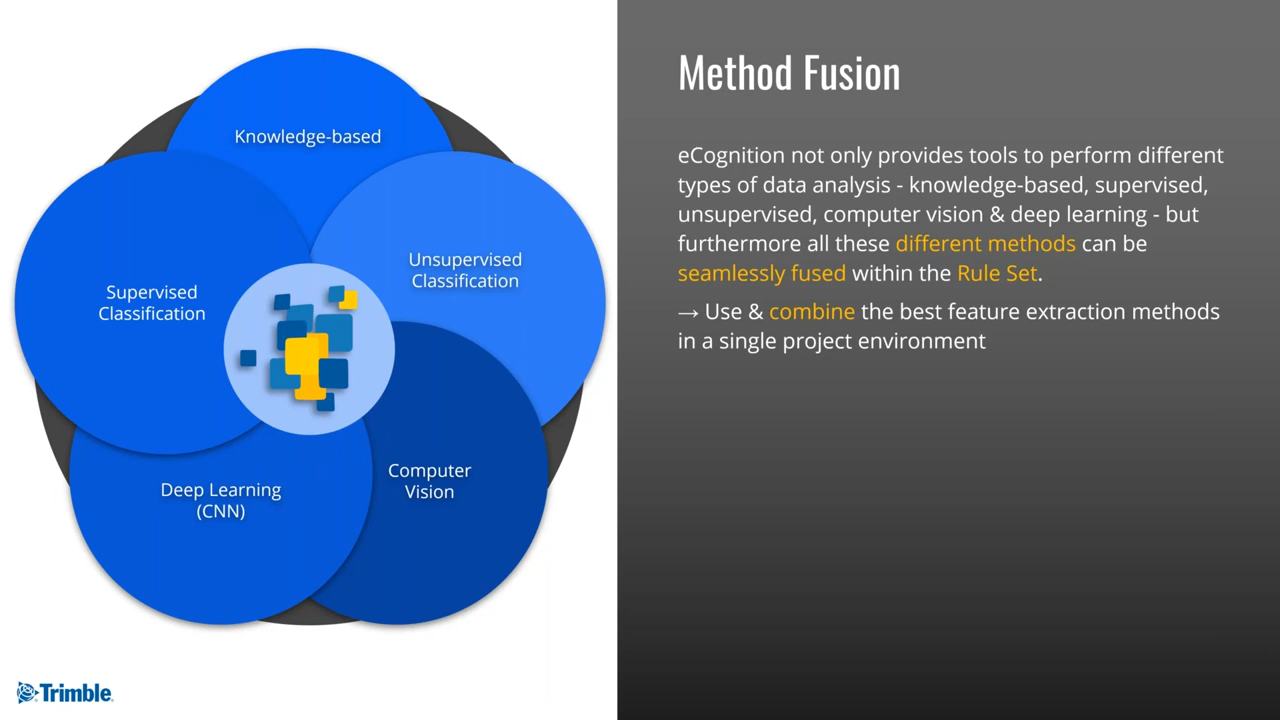 Knowledge-based
Unsupervised
Classification
Supervised
Classification
Computer
Vision
Deep Learning
(CNN)
Trimble
Method Fusion
eCognition not only provides tools to perform different
types of data analysis - knowledge-based, supervised,
unsupervised, computer vision & deep learning - but
furthermore all these different methods can be
seamlessly fused within the Rule Set.
→ Use & combine the best feature extraction methods
in a single project environment